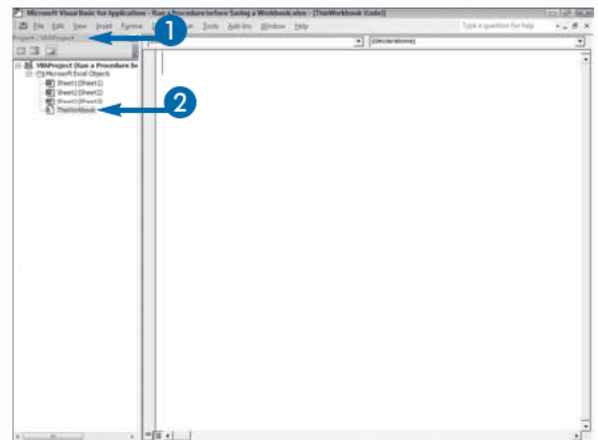 Microsoft Visual Basic for Applications - Run a Procedure before Saving a Workbook.xlsm - [ThisWorkbook (Code)]
File Edit View Insert Format Tools Add-Ins Window Help Type a question for help
1
Project - VBAProject
(Declarations)
VBAProject (Run a Procedure be
Microsoft Excel Objects
Sheet1 (Sheet1)
Sheet2 (Sheet2)
Sheet3 (Sheet3)
ThisWorkbook
2